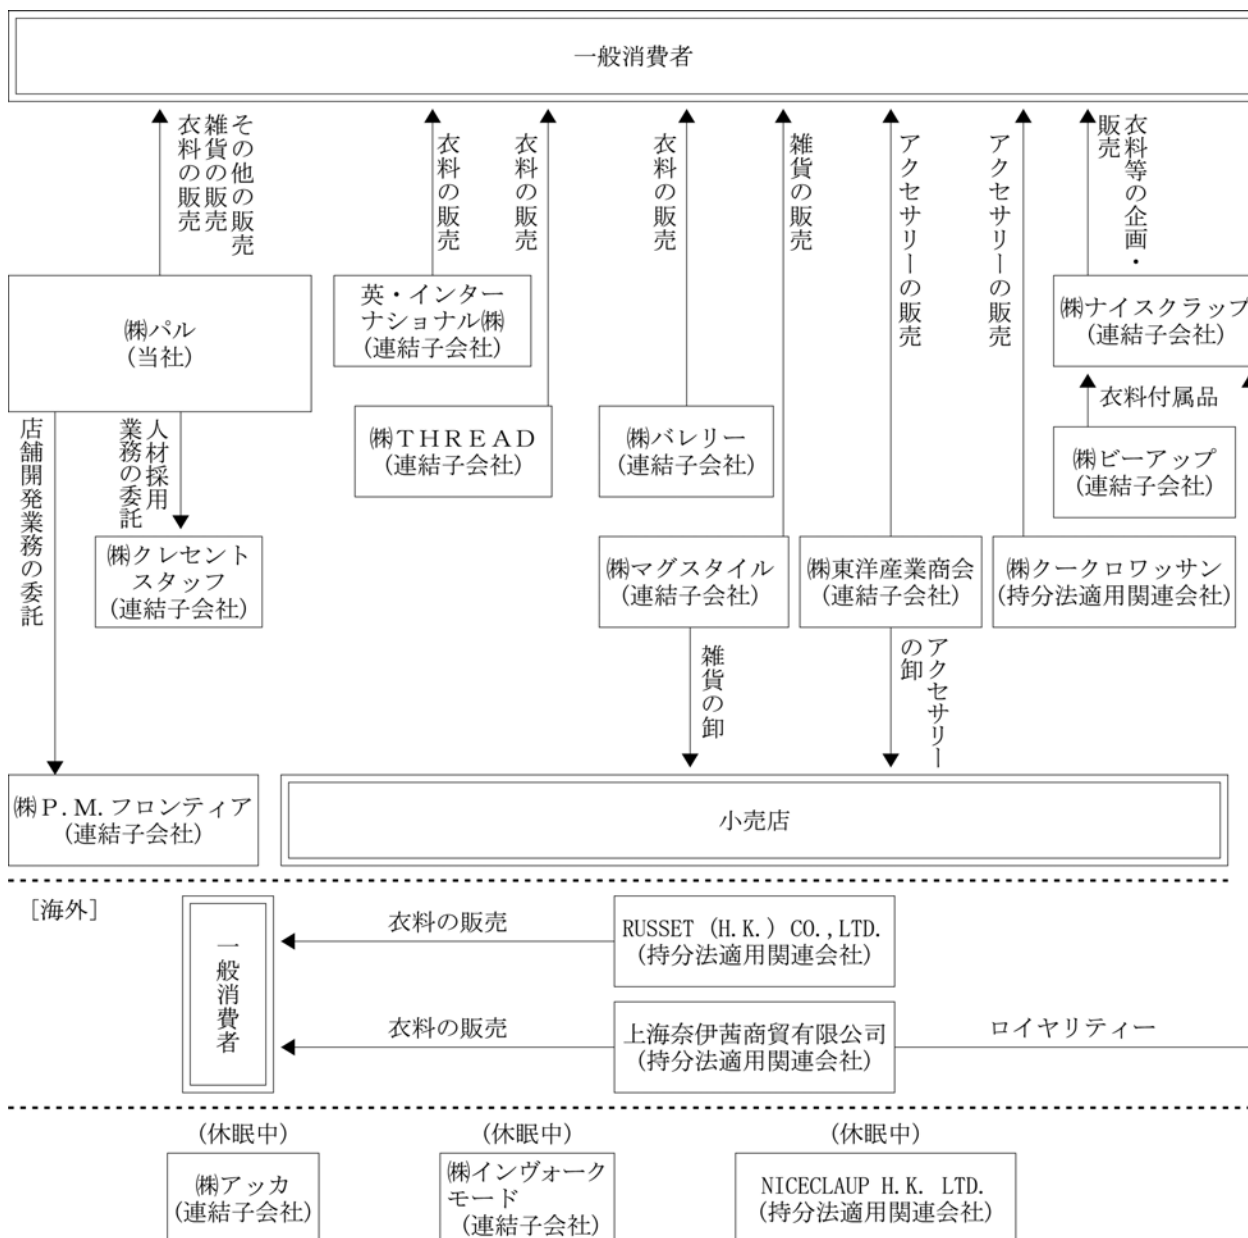 一般消費者
衣料の販売
雑貨の販売
その他の販売
衣料の販売
衣料の販売
衣料の販売
雑貨の販売
アクセサリーの販売
アクセサリーの販売
衣料等の企画・
販売
㈱パル
(当社)
英・インター
ナショナル㈱
(連結子会社)
㈱ナイスクラップ
(連結子会社)
㈱ＴＨＲＥＡＤ
(連結子会社)
㈱バレリー
(連結子会社)
衣料付属品
㈱ビーアップ
(連結子会社)
店舗開発業務の委託
人材採用
業務の委託
㈱クレセント
スタッフ
(連結子会社)
㈱マグスタイル
(連結子会社)
㈱東洋産業商会
(連結子会社)
㈱クークロワッサン
(持分法適用関連会社)
雑貨の卸
アクセサリー
の卸
㈱Ｐ.Ｍ.フロンティア
(連結子会社)
小売店
[海外]
一般消費者
衣料の販売
RUSSET (H.K.) CO.,LTD.
(持分法適用関連会社)
衣料の販売
上海奈伊茜商貿有限公司
(持分法適用関連会社)
ロイヤリティー
(休眠中)
㈱アッカ
(連結子会社)
(休眠中)
㈱インヴォーク
モード
(連結子会社)
(休眠中)
NICECLAUP H.K. LTD.
(持分法適用関連会社)